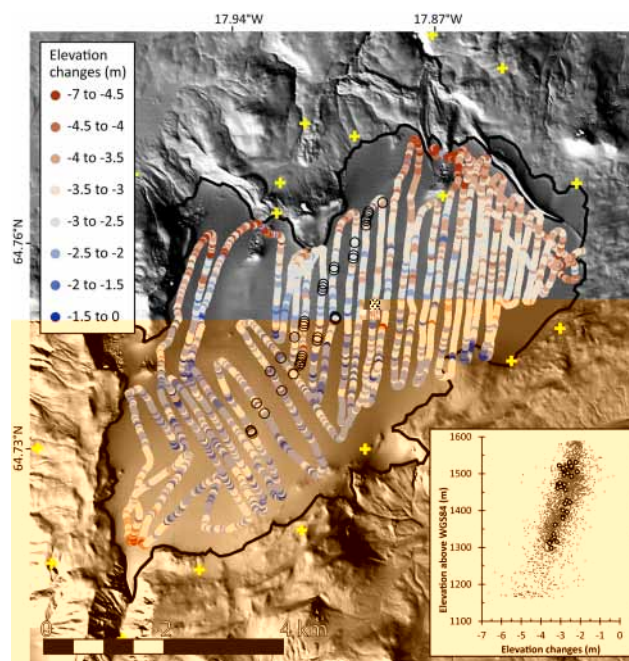 17.94°W 17.87°W
Elevation
changes (m)
-7 to -4.5
-4.5 to -4
-4 to -3.5
-3.5 to -3
-3 to -2.5
-2.5 to -2
-2 to -1.5
-1.5 to 0
64.76°N
64.73°N
0 2 4 km
Elevation above WGS84 (m)
1600
1500
1400
1300
1200
1100
-7 -6 -5 -4 -3 -2 -1 0
Elevation changes (m)